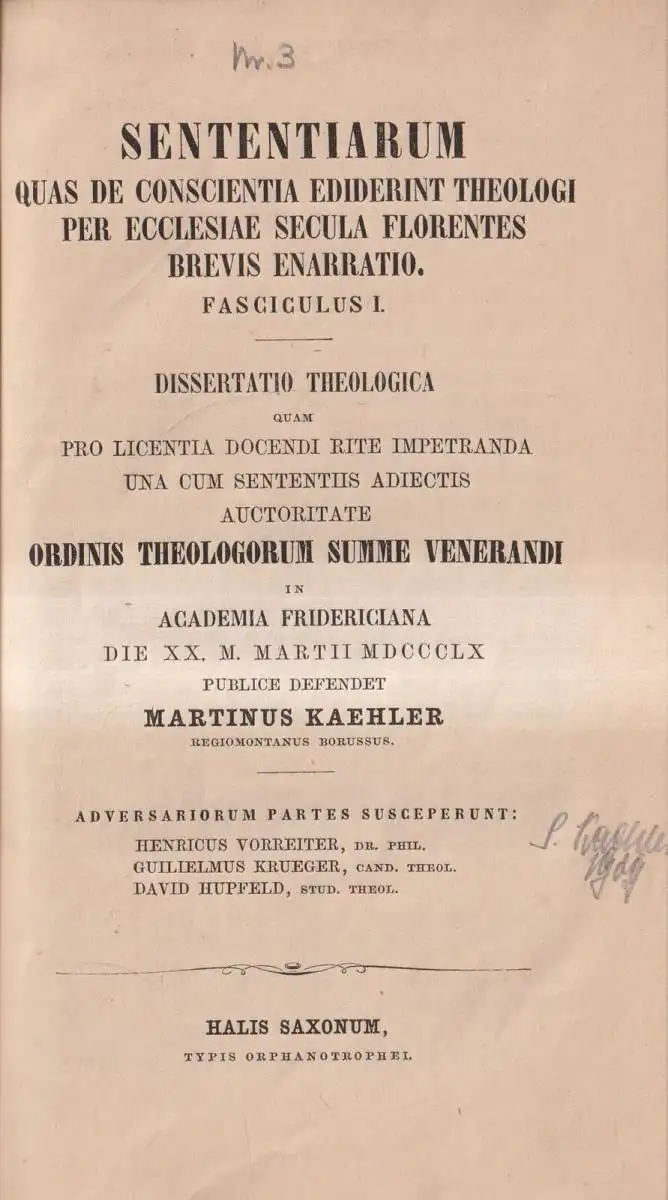 Nr. 3
SENTENTIARUM
QUAS DE CONSCIENTIA EDIDERINT THEOLOGI
PER ECCLESIAE SECULA FLORENTES
BREVIS ENARRATIO.
FASCICULUS I.
DISSERTATIO THEOLOGICA
QUAM
PRO LICENTIA DOCENDI RITE IMPETRANDA
UNA CUM SENTENTIIS ADIECTIS
AUCTORITATE
ORDINIS THEOLOGORUM SUMME VENERANDI
IN
ACADEMIA FRIDERICIANA
DIE XX. M. MARTII MDCCCLX
PUBLICE DEFENDET
MARTINUS KAEHLER
REGIOMONTANUS BORUSSUS.
ADVERSARIORUM PARTES SUSCEPERUNT:
HENRICUS VORREITER, DR. PHIL.
GUILIELMUS KRUEGER, CAND. THEOL.
DAVID HUPFELD, STUD. THEOL.
HALIS SAXONUM,
TYPIS ORPHANOTROPHEI.